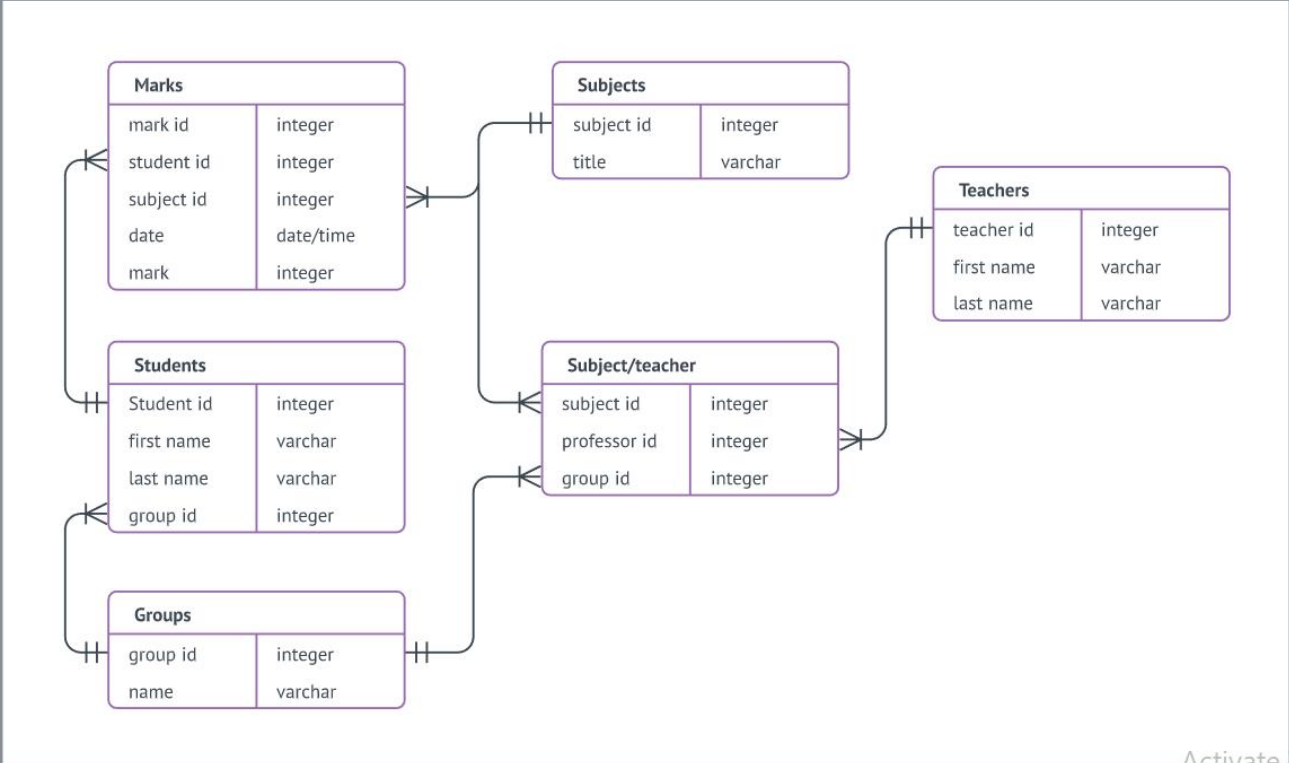 Marks
mark id integer
student id integer
subject id integer
date date/time
mark integer
Subjects
subject id integer
title varchar
Teachers
teacher id integer
first name varchar
last name varchar
Students
Student id integer
first name varchar
last name varchar
group id integer
Subject/teacher
subject id integer
professor id integer
group id integer
Groups
group id integer
name varchar
Activate